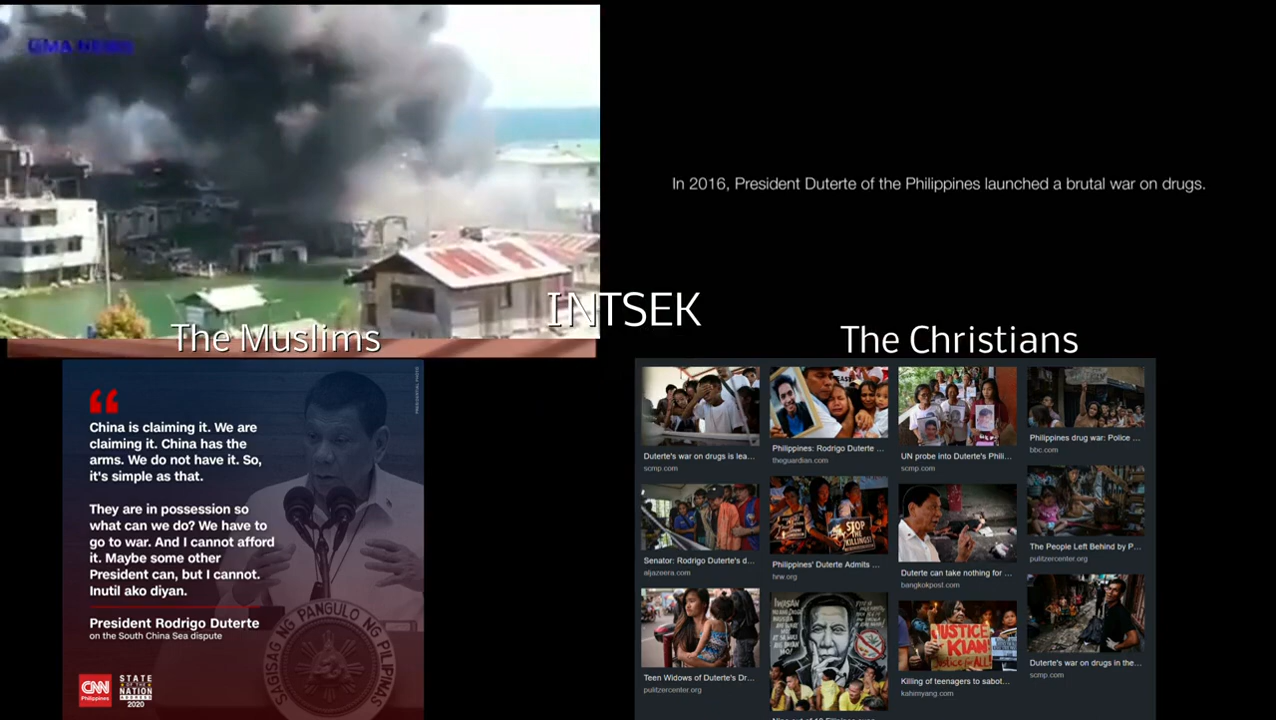 GMA NEWS
In 2016, President Duterte of the Philippines launched a brutal war on drugs.
INTSEK
The Muslims
The Christians
China is claiming it. We are
claiming it. China has the
arms. We do not have it. So,
it's simple as that.
They are in possession so
what can we do? We have to
go to war. And I cannot afford
it. Maybe some other
President can, but I cannot.
Inutil ako diyan.
President Rodrigo Duterte
on the South China Sea dispute
CNN
Philippines
STATE
OF THE
NATION
ADDRESS
2020
SAGISAG NG PANGULO NG PILIPINAS
Duterte's war on drugs is lea...
scmp.com
Philippines: Rodrigo Duterte ...
theguardian.com
UN probe into Duterte's Phili...
scmp.com
Philippines drug war: Police ...
bbc.com
Senator: Rodrigo Duterte's d...
aljazeera.com
STOP
THE
KILLINGS!
Philippines' Duterte Admits ...
hrw.org
Duterte can take nothing for ...
bangkokpost.com
The People Left Behind by P...
pulitzercenter.org
Teen Widows of Duterte's Dr...
pulitzercenter.org
JUSTICE
KIAN!
Justice for ALL!
Killing of teenagers to sabot...
kahimyang.com
Duterte's war on drugs in the...
scmp.com